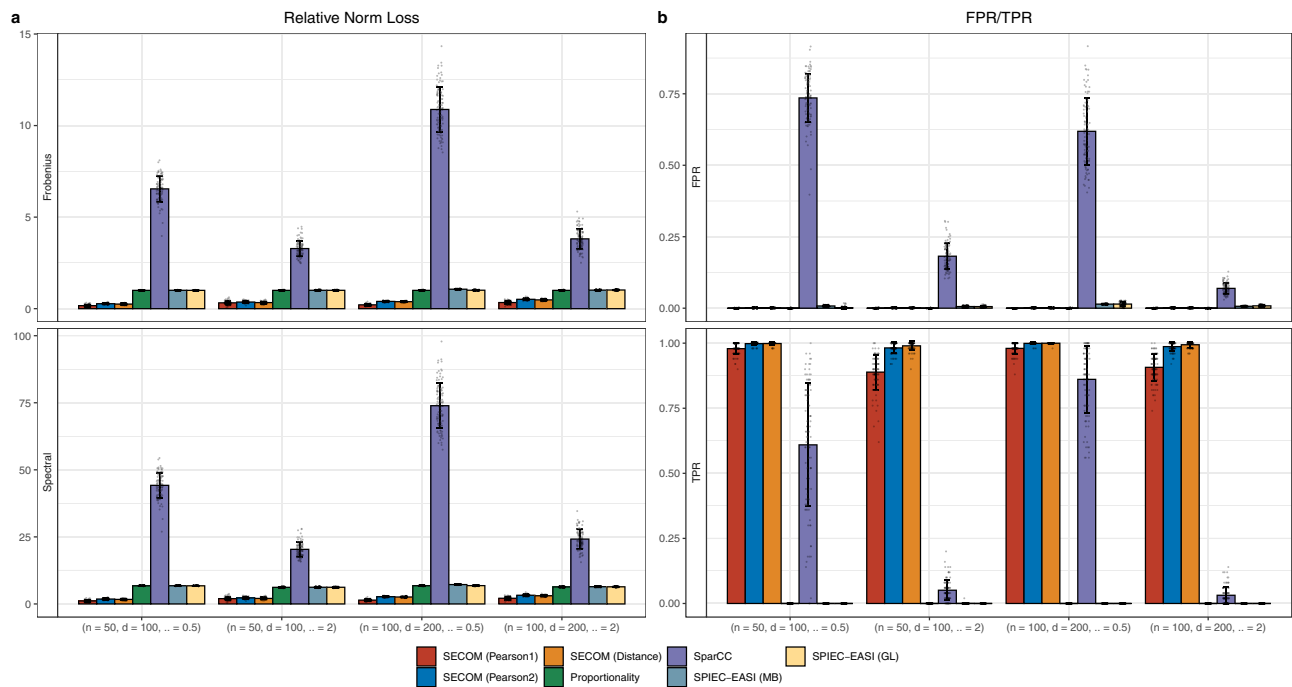 a
Relative Norm Loss
b
FPR/TPR
15
10
5
0
Frobenius
0.75
0.50
0.25
0.00
FPR
100
75
50
25
0
Spectral
1.00
0.75
0.50
0.25
0.00
TPR
(n = 50, d = 100, .. = 0.5)
(n = 50, d = 100, .. = 2)
(n = 100, d = 200, .. = 0.5)
(n = 100, d = 200, .. = 2)
(n = 50, d = 100, .. = 0.5)
(n = 50, d = 100, .. = 2)
(n = 100, d = 200, .. = 0.5)
(n = 100, d = 200, .. = 2)
SECOM (Pearson1)
SECOM (Distance)
SparCC
SPIEC−EASI (GL)
SECOM (Pearson2)
Proportionality
SPIEC−EASI (MB)